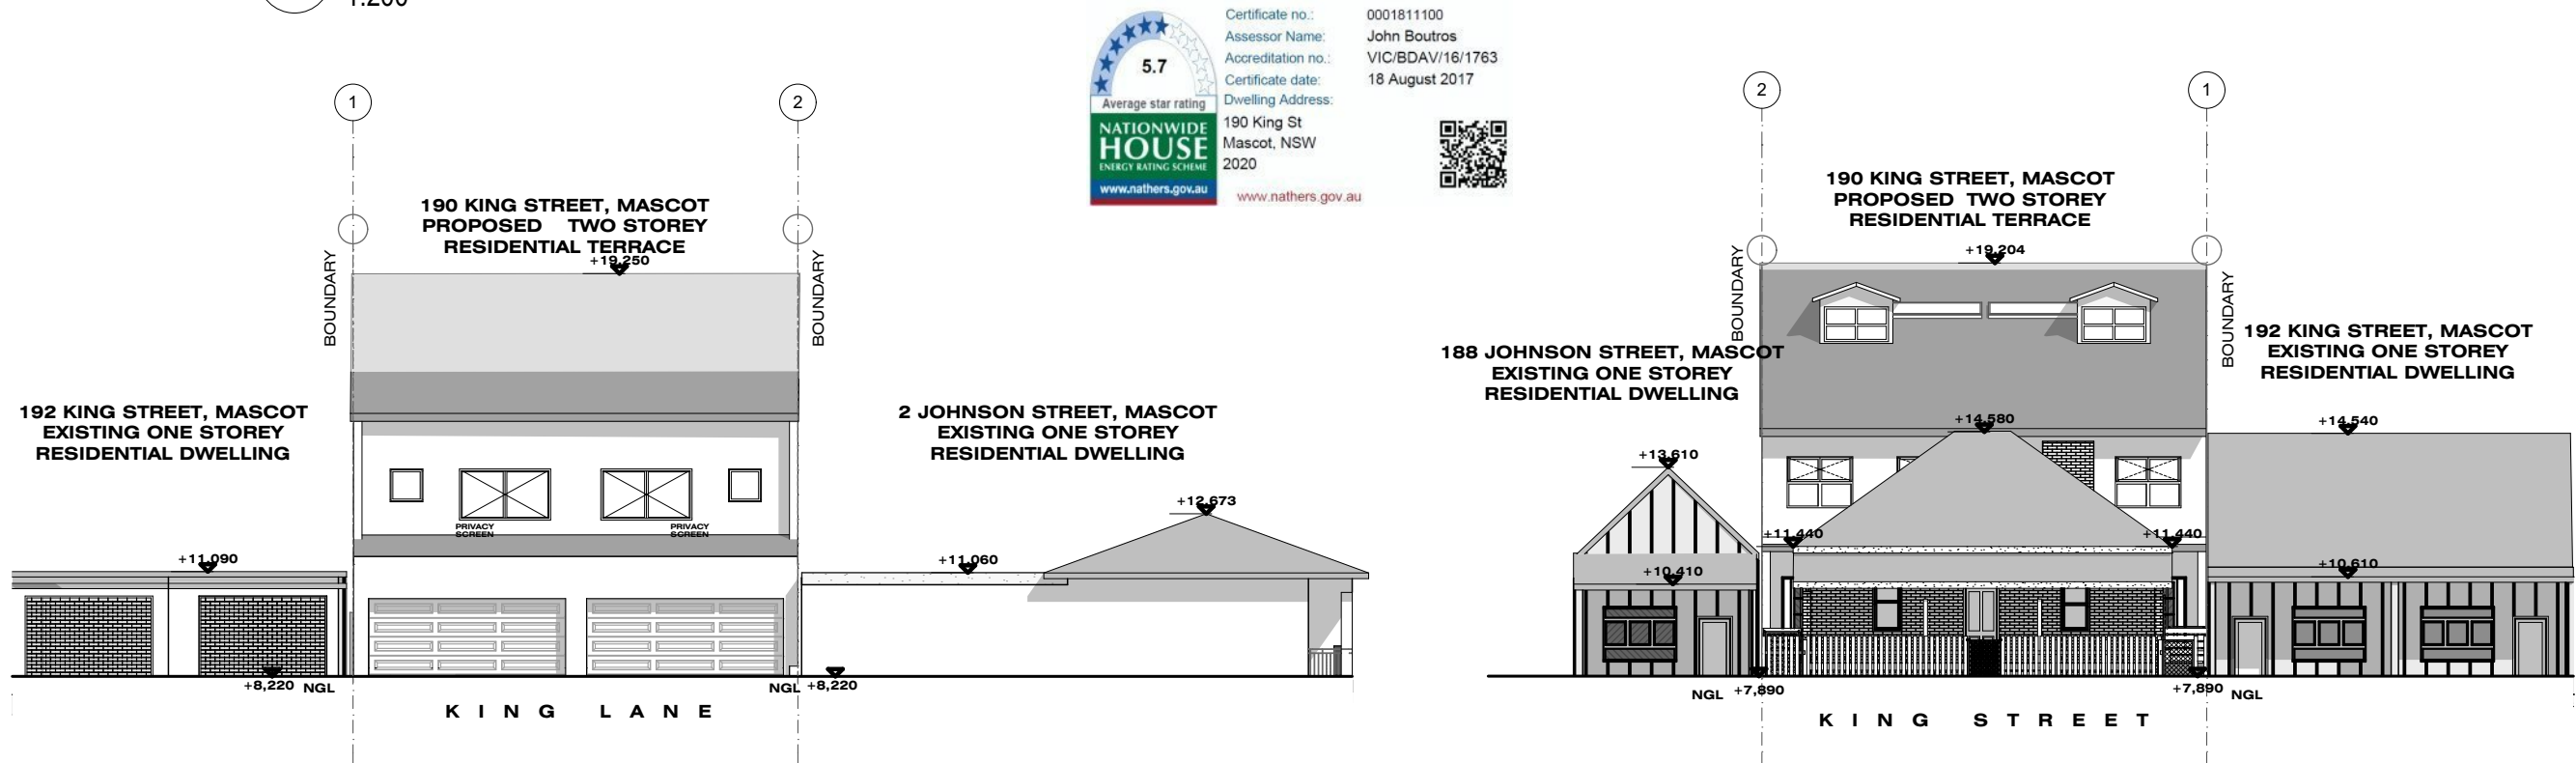 1:200
Certificate no.: 0001811100
Assessor Name: John Boutros
Accreditation no.: VIC/BDAV/16/1763
Certificate date: 18 August 2017
Dwelling Address:
190 King St
Mascot, NSW
2020
www.nathers.gov.au
5.7
Average star rating
NATIONWIDE
HOUSE
ENERGY RATING SCHEME
www.nathers.gov.au
1
2
190 KING STREET, MASCOT
PROPOSED TWO STOREY
RESIDENTIAL TERRACE
+19,250
BOUNDARY
BOUNDARY
192 KING STREET, MASCOT
EXISTING ONE STOREY
RESIDENTIAL DWELLING
2 JOHNSON STREET, MASCOT
EXISTING ONE STOREY
RESIDENTIAL DWELLING
+12,673
PRIVACY
SCREEN
PRIVACY
SCREEN
+11,090
+11,060
+8,220 NGL
NGL +8,220
KING LANE
2
1
190 KING STREET, MASCOT
PROPOSED TWO STOREY
RESIDENTIAL TERRACE
+19,204
BOUNDARY
BOUNDARY
188 JOHNSON STREET, MASCOT
EXISTING ONE STOREY
RESIDENTIAL DWELLING
192 KING STREET, MASCOT
EXISTING ONE STOREY
RESIDENTIAL DWELLING
+14,580
+14,540
+13,610
+11,440
+11,440
+10,410
+10,610
NGL +7,890
+7,890 NGL
KING STREET